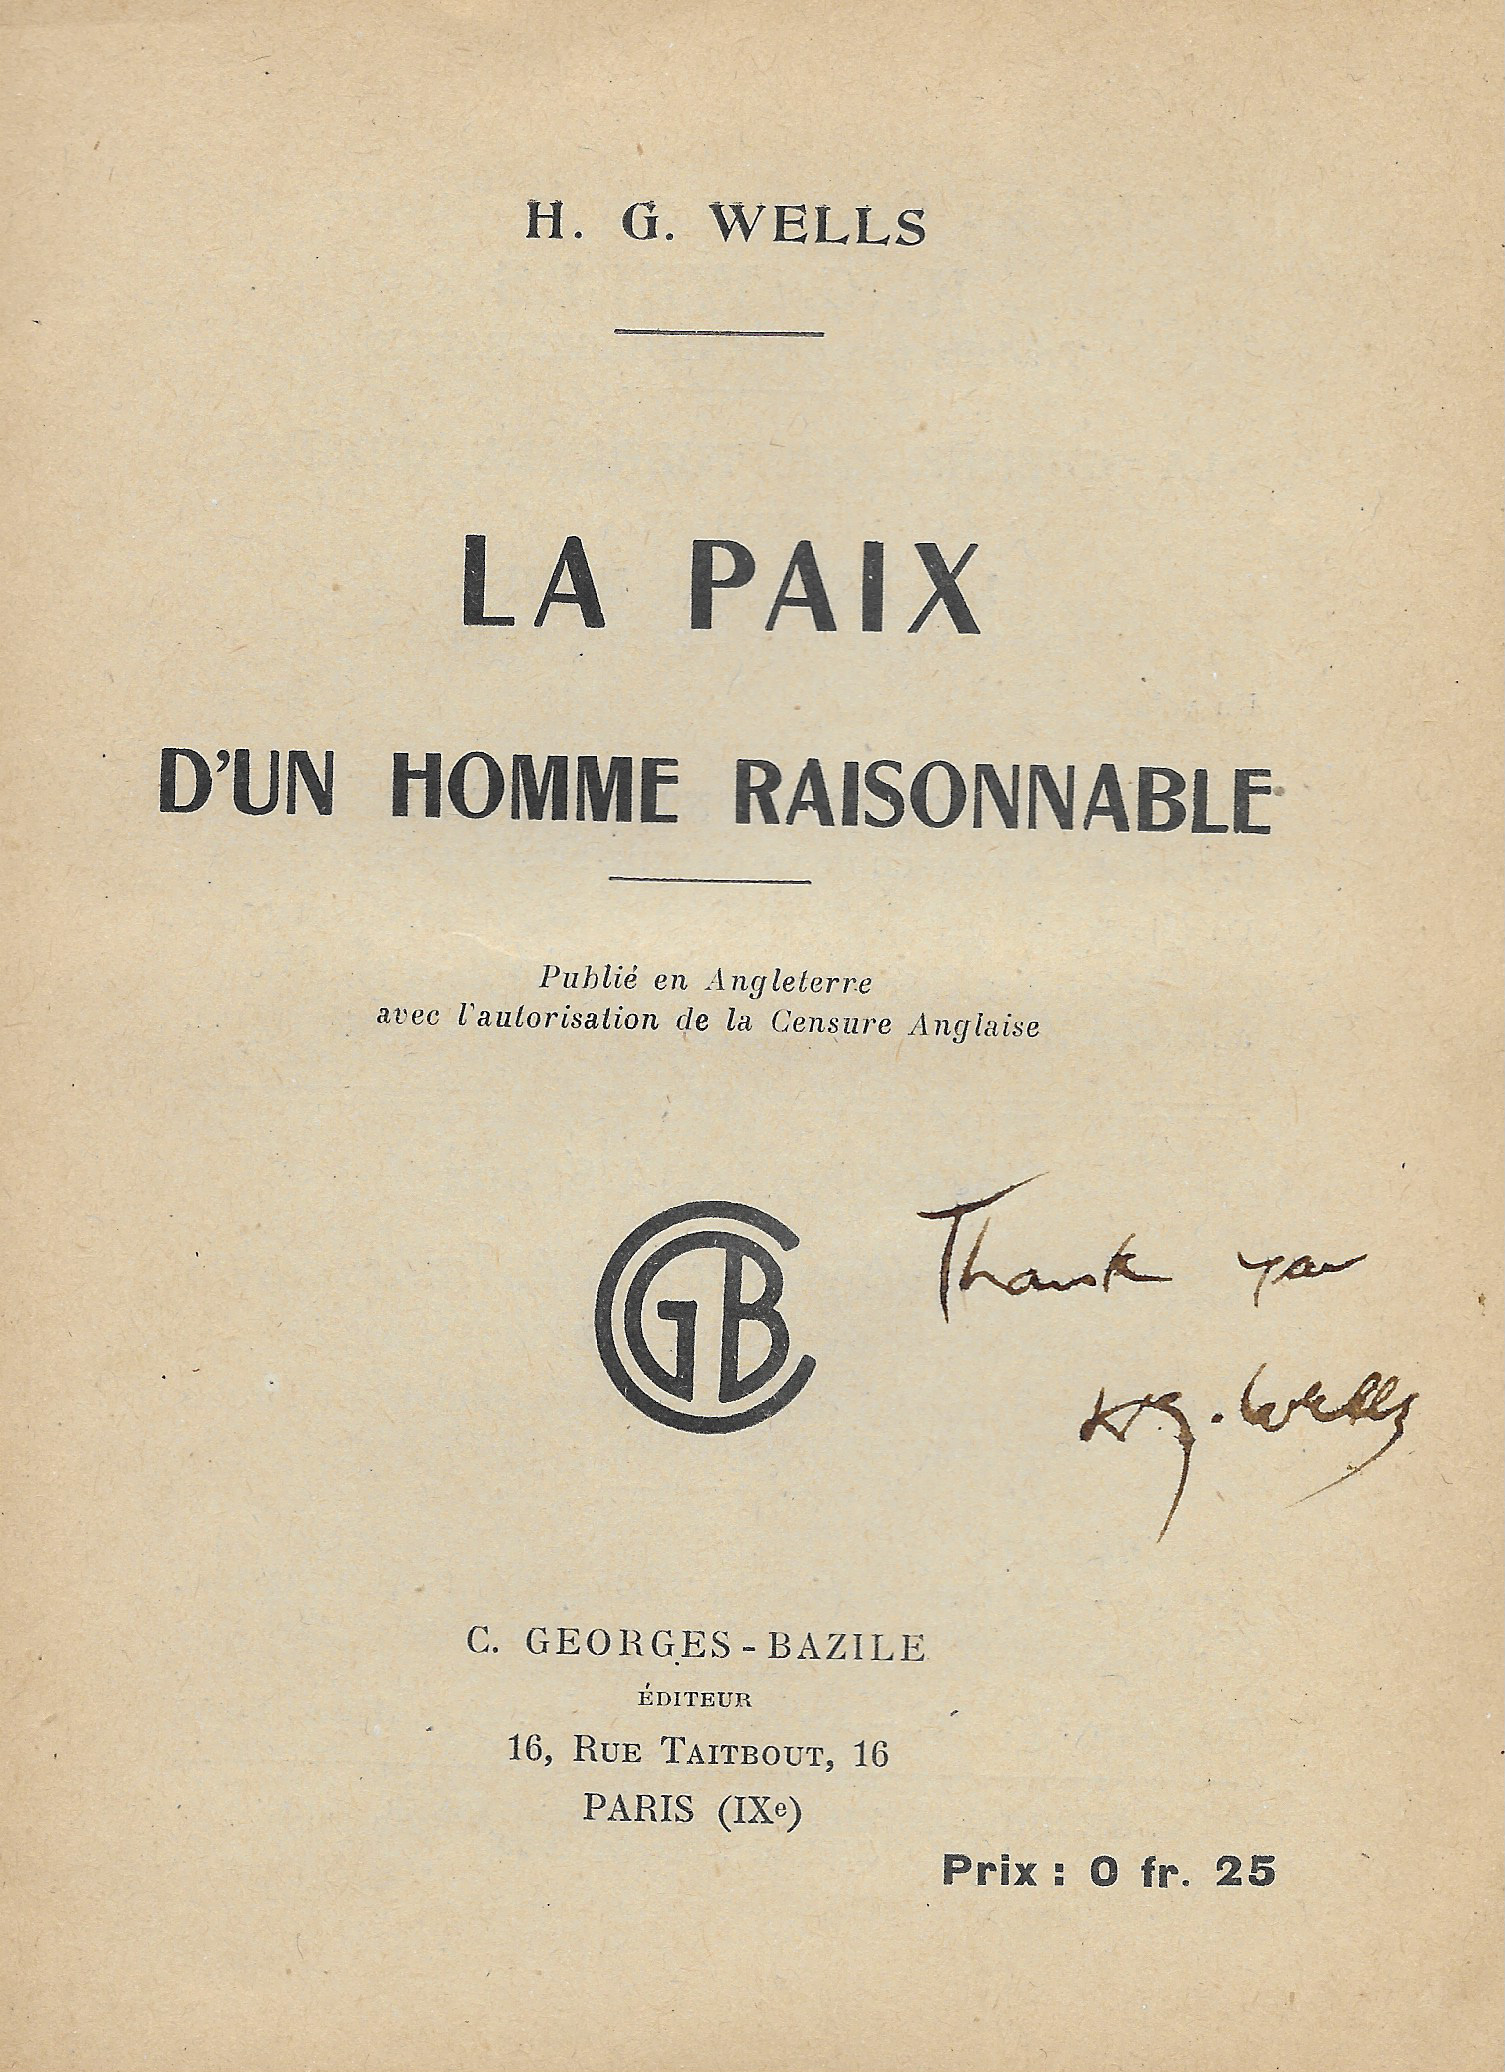 H. G. WELLS
LA PAIX
D'UN HOMME RAISONNABLE
Publié en Angleterre
avec l'autorisation de la Censure Anglaise
CGB
Thank you
H.G. Wells
C. GEORGES-BAZILE
ÉDITEUR
16, RUE TAITBOUT, 16
PARIS (IXe)
Prix : 0 fr. 25